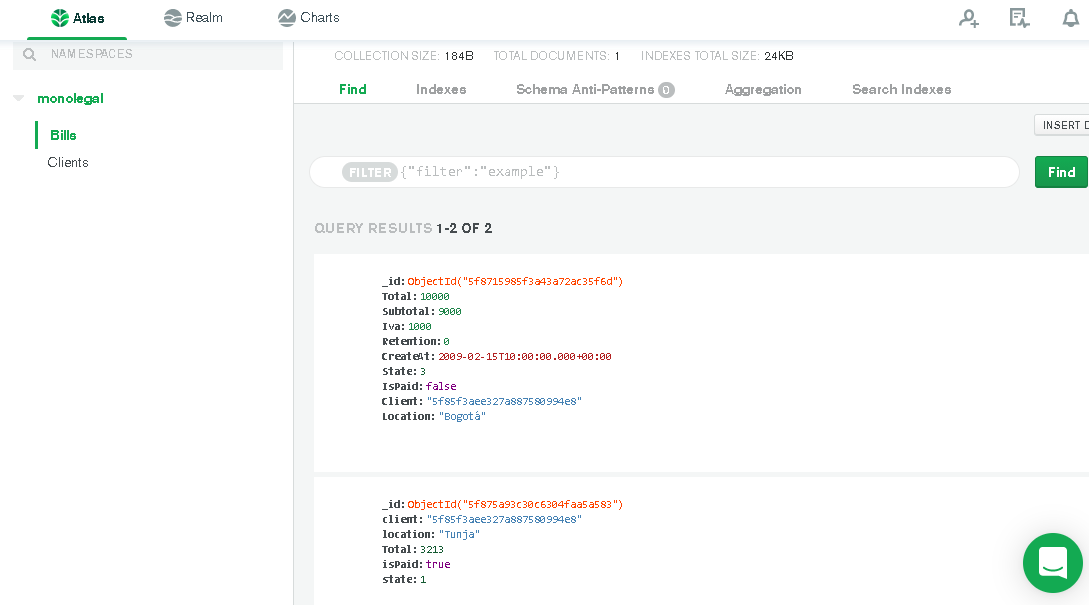 Atlas Realm Charts
NAMESPACES
COLLECTION SIZE: 184B TOTAL DOCUMENTS: 1 INDEXES TOTAL SIZE: 24KB
Find Indexes Schema Anti-Patterns 0 Aggregation Search Indexes
monolegal
Bills
Clients
INSERT D
FILTER {"filter":"example"}
Find
QUERY RESULTS 1-2 OF 2
_id: ObjectId("5f8715985f3a43a72ac35f6d")
Total: 10000
Subtotal: 9000
Iva: 1000
Retention: 0
CreateAt: 2009-02-15T10:00:00.000+00:00
State: 3
IsPaid: false
Client: "5f85f3aee327a887580994e8"
Location: "Bogotá"
_id: ObjectId("5f875a93c30c6304faa5a583")
client: "5f85f3aee327a887580994e8"
location: "Tunja"
Total: 3213
isPaid: true
state: 1